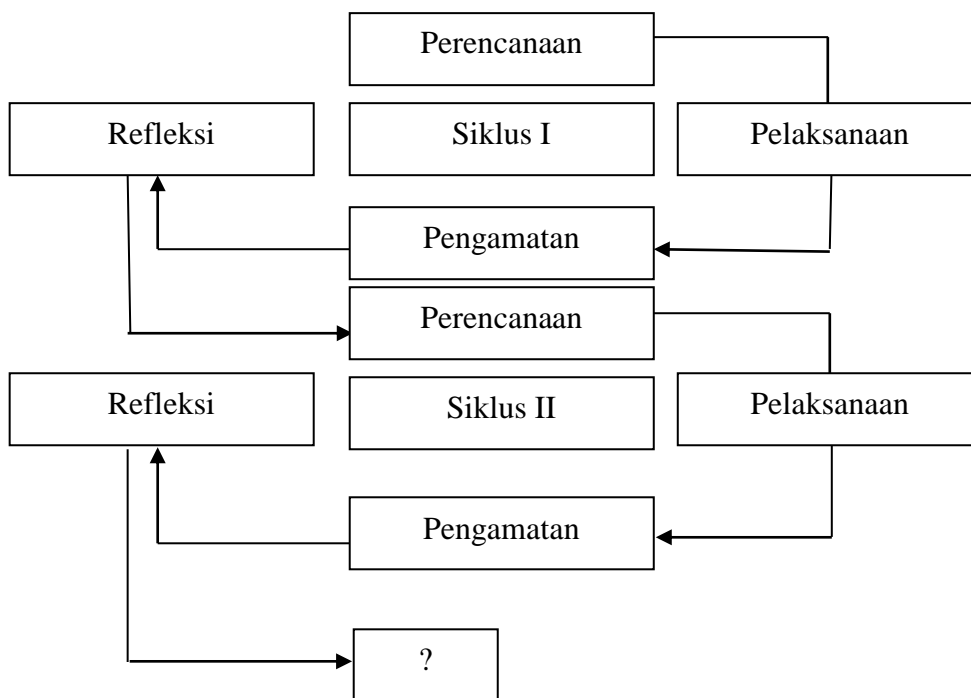 Perencanaan
Refleksi
Siklus I
Pelaksanaan
Pengamatan
Perencanaan
Refleksi
Siklus II
Pelaksanaan
Pengamatan
?